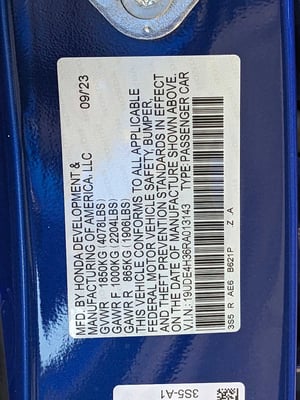 MFD. BY HONDA DEVELOPMENT &
MANUFACTURING OF AMERICA, LLC
09/23
GVWR 1850KG (4078LBS)
GAWR F 1000KG (2204LBS)
GAWR R 865KG (1906LBS)
THIS VEHICLE CONFORMS TO ALL APPLICABLE
FEDERAL MOTOR VEHICLE SAFETY, BUMPER,
AND THEFT PREVENTION STANDARDS IN EFFECT
ON THE DATE OF MANUFACTURE SHOWN ABOVE.
V.I.N.:19UDE4H36RA013143 TYPE:PASSENGER CAR
3S5 R AE6 B621P Z .A
3S5-A1